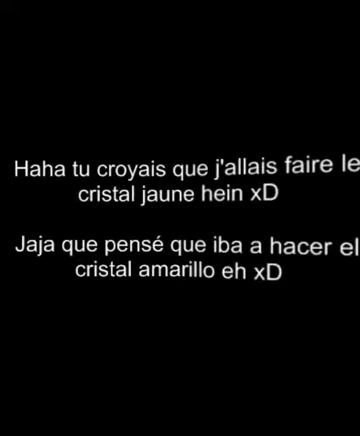 Haha tu croyais que j'allais faire le
cristal jaune hein xD
Jaja que pensé que iba a hacer el
cristal amarillo eh xD